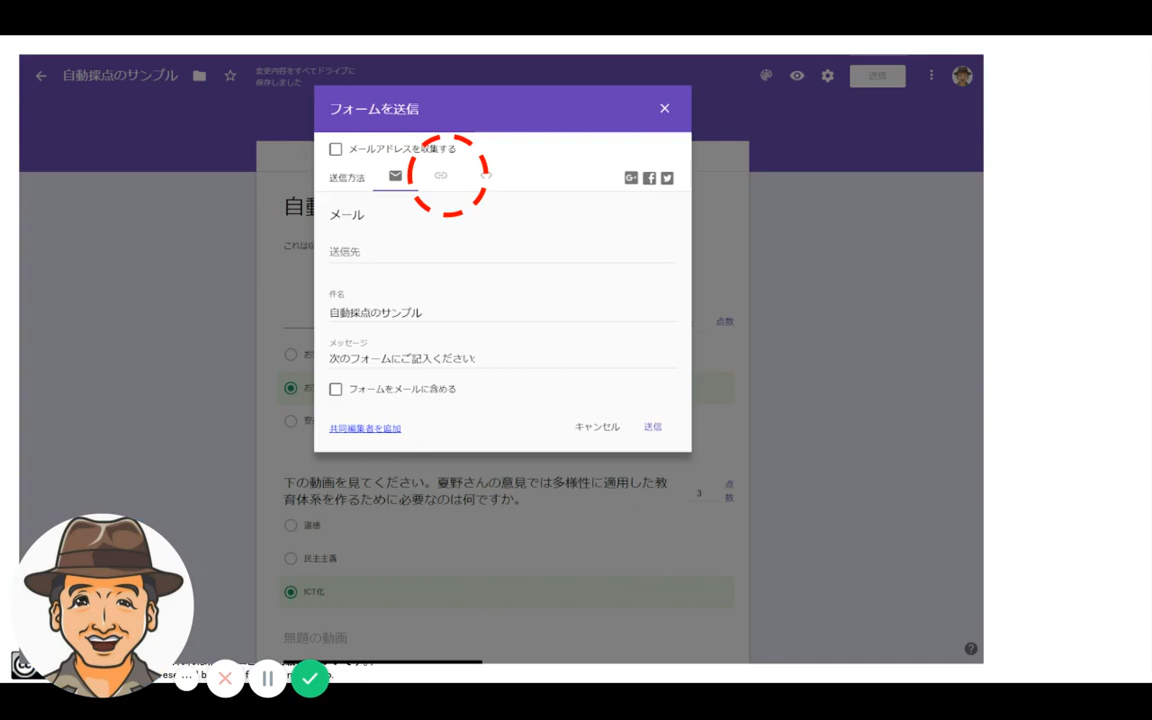 自動採点のサンプル
変更内容をすべてドライブに
保存しました
送信
フォームを送信
メールアドレスを収集する
送信方法
G+
メール
送信先
件名
自動採点のサンプル
メッセージ
次のフォームにご記入ください:
フォームをメールに含める
共同編集者を追加
キャンセル
送信
自動
これはG
点数
下の動画を見てください。夏野さんの意見では多様性に適用した教
育体系を作るために必要なのは何ですか。
3
点
数
道徳
民主主義
ICT化
無題の動画